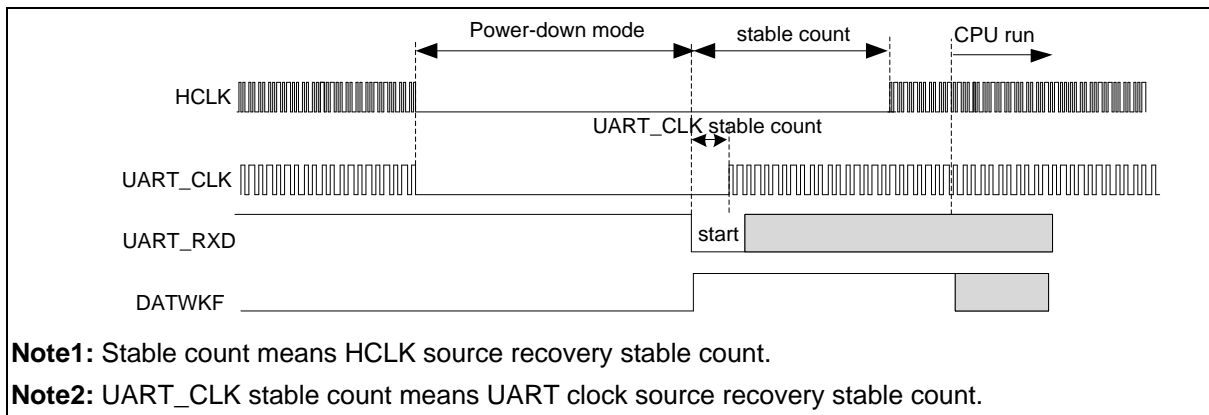 Power-down mode
stable count
CPU run
HCLK
UART_CLK stable count
UART_CLK
UART_RXD
start
DATWKF
Note1: Stable count means HCLK source recovery stable count.
Note2: UART_CLK stable count means UART clock source recovery stable count.